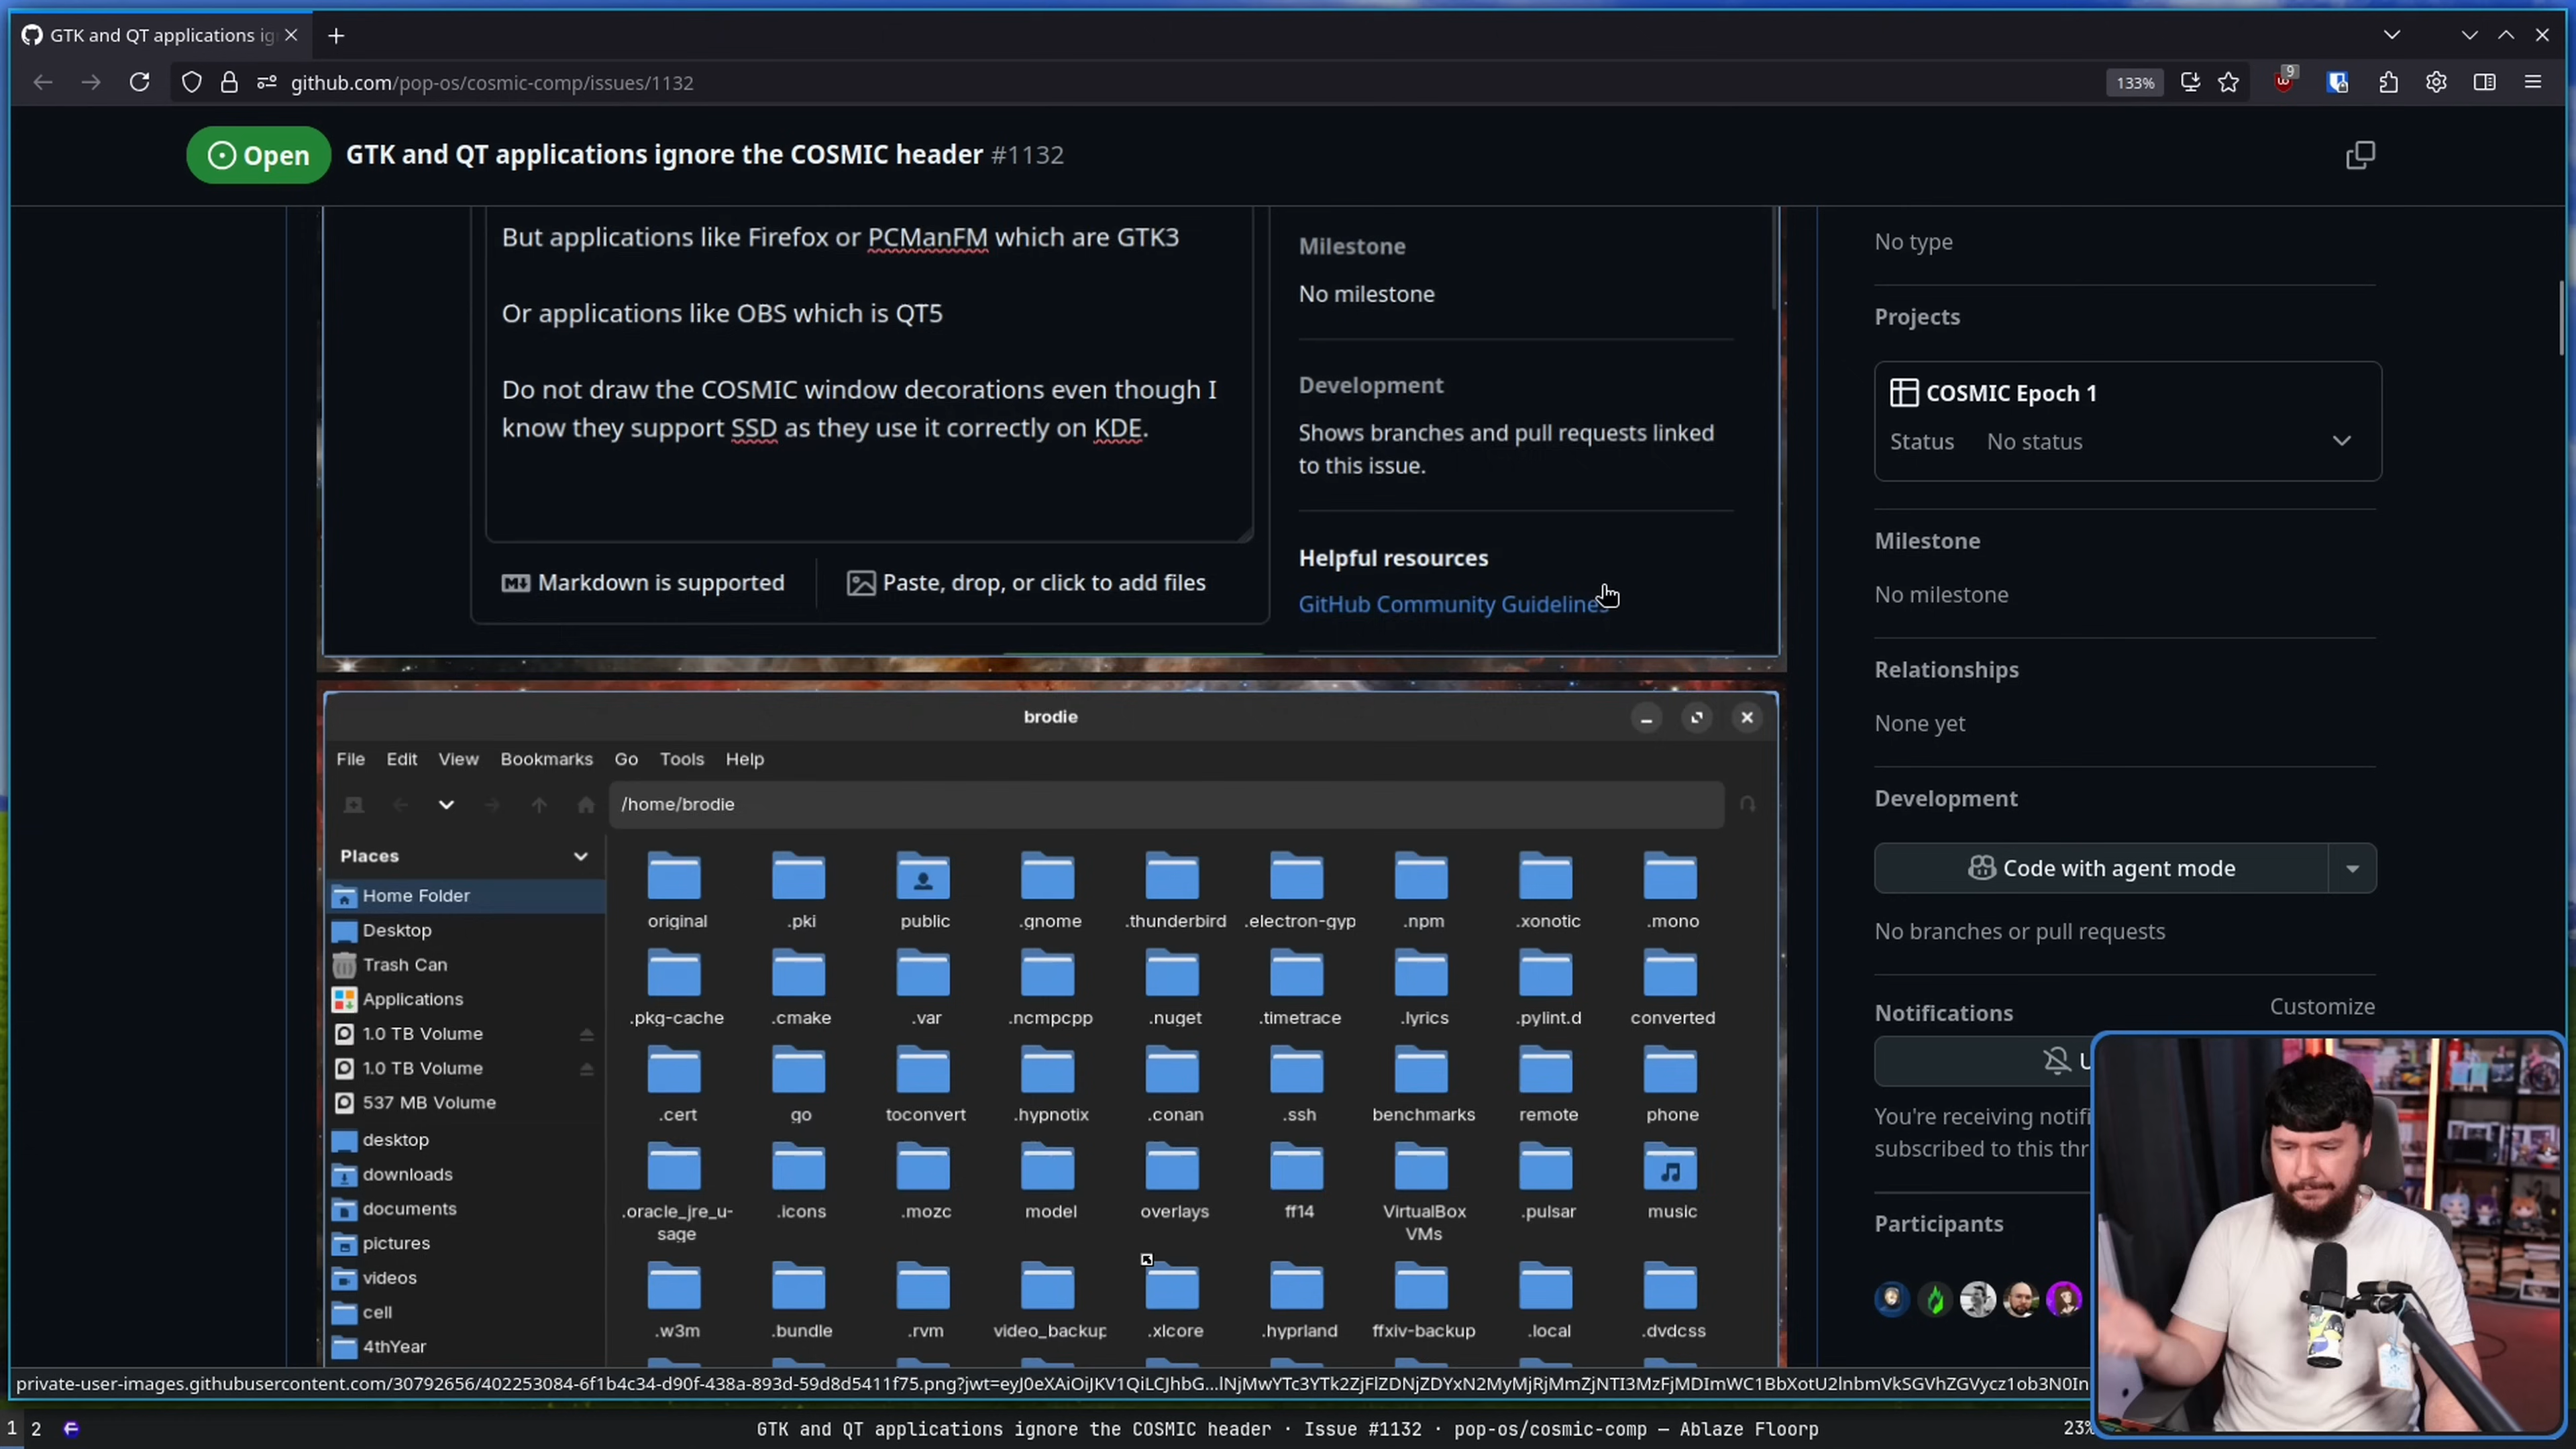 GTK and QT applications ig
github.com/pop-os/cosmic-comp/issues/1132
133%
9
Open
GTK and QT applications ignore the COSMIC header #1132
But applications like Firefox or PCManFM which are GTK3
Or applications like OBS which is QT5
Do not draw the COSMIC window decorations even though I
know they support SSD as they use it correctly on KDE.
Markdown is supported
Paste, drop, or click to add files
Milestone
No milestone
Development
Shows branches and pull requests linked
to this issue.
Helpful resources
GitHub Community Guidelines
No type
Projects
COSMIC Epoch 1
Status No status
Milestone
No milestone
Relationships
None yet
Development
Code with agent mode
No branches or pull requests
Notifications
Customize
U
You're receiving notifi
subscribed to this thr
Participants
brodie
File Edit View Bookmarks Go Tools Help
/home/brodie
Places
Home Folder
Desktop
Trash Can
Applications
1.0 TB Volume
1.0 TB Volume
537 MB Volume
desktop
downloads
documents
pictures
videos
cell
4thYear
original .pki public .gnome .thunderbird .electron-gyp .npm .xonotic .mono
.pkg-cache .cmake .var .ncmpcpp .nuget .timetrace .lyrics .pylint.d converted
.cert go toconvert .hypnotix .conan .ssh benchmarks remote phone
.oracle_jre_u- .icons .mozc model overlays ff14 VirtualBox .pulsar music
sage VMs
.w3m .bundle .rvm video_backup .xlcore .hyprland ffxiv-backup .local .dvdcss
1 2
GTK and QT applications ignore the COSMIC header · Issue #1132 · pop-os/cosmic-comp — Ablaze Floorp
23%